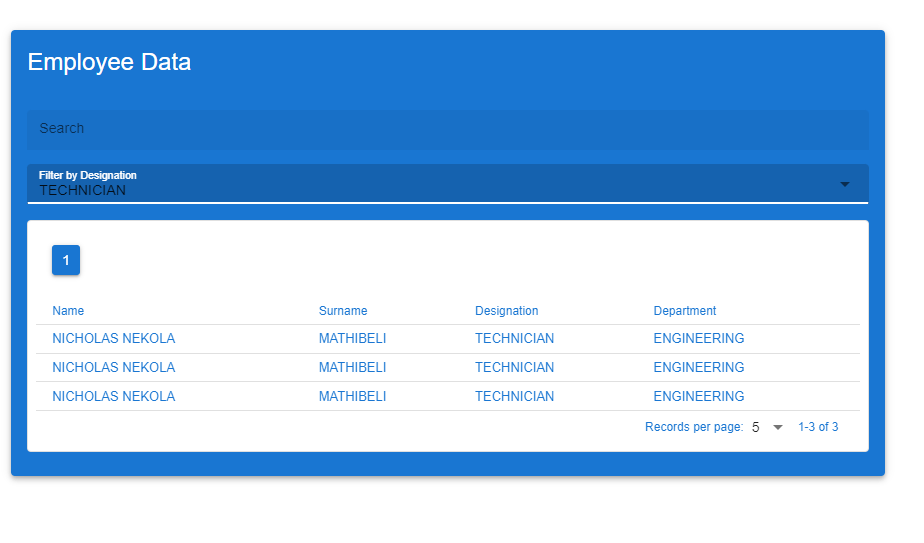 Employee Data
Search
Filter by Designation
TECHNICIAN
1
Name Surname Designation Department
NICHOLAS NEKOLA MATHIBELI TECHNICIAN ENGINEERING
NICHOLAS NEKOLA MATHIBELI TECHNICIAN ENGINEERING
NICHOLAS NEKOLA MATHIBELI TECHNICIAN ENGINEERING
Records per page: 5 1-3 of 3